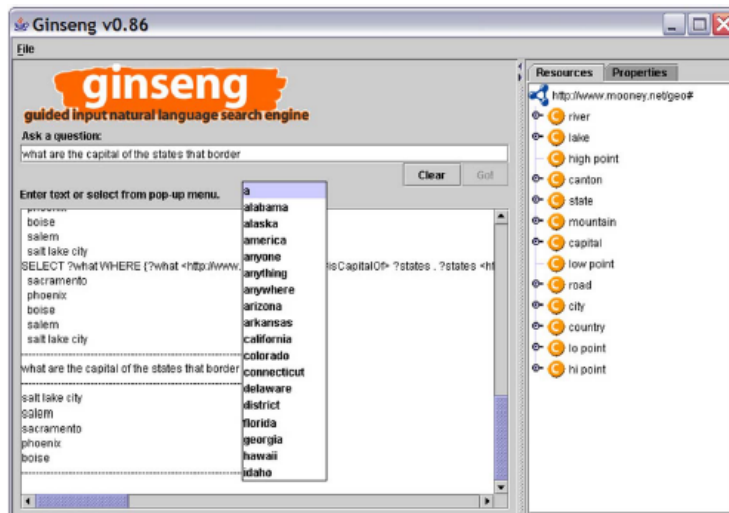 Ginseng v0.86
File
ginseng
guided input natural language search engine
Ask a question:
what are the capital of the states that border
Clear
Go!
Enter text or select from pop-up menu.
boise
salem
salt lake city
SELECT ?what WHERE {?what <http://www.
isCapitalOf> ?states . ?states <ht
sacramento
phoenix
boise
salem
salt lake city
what are the capital of the states that border
salt lake city
salem
sacramento
phoenix
boise
a
alabama
alaska
america
anyone
anything
anywhere
arizona
arkansas
california
colorado
connecticut
delaware
district
florida
georgia
hawaii
idaho
Resources
Properties
http://www.mooney.net/geo#
C river
C lake
C high point
C canton
C state
C mountain
C capital
C low point
C road
C city
C country
C lo point
C hi point